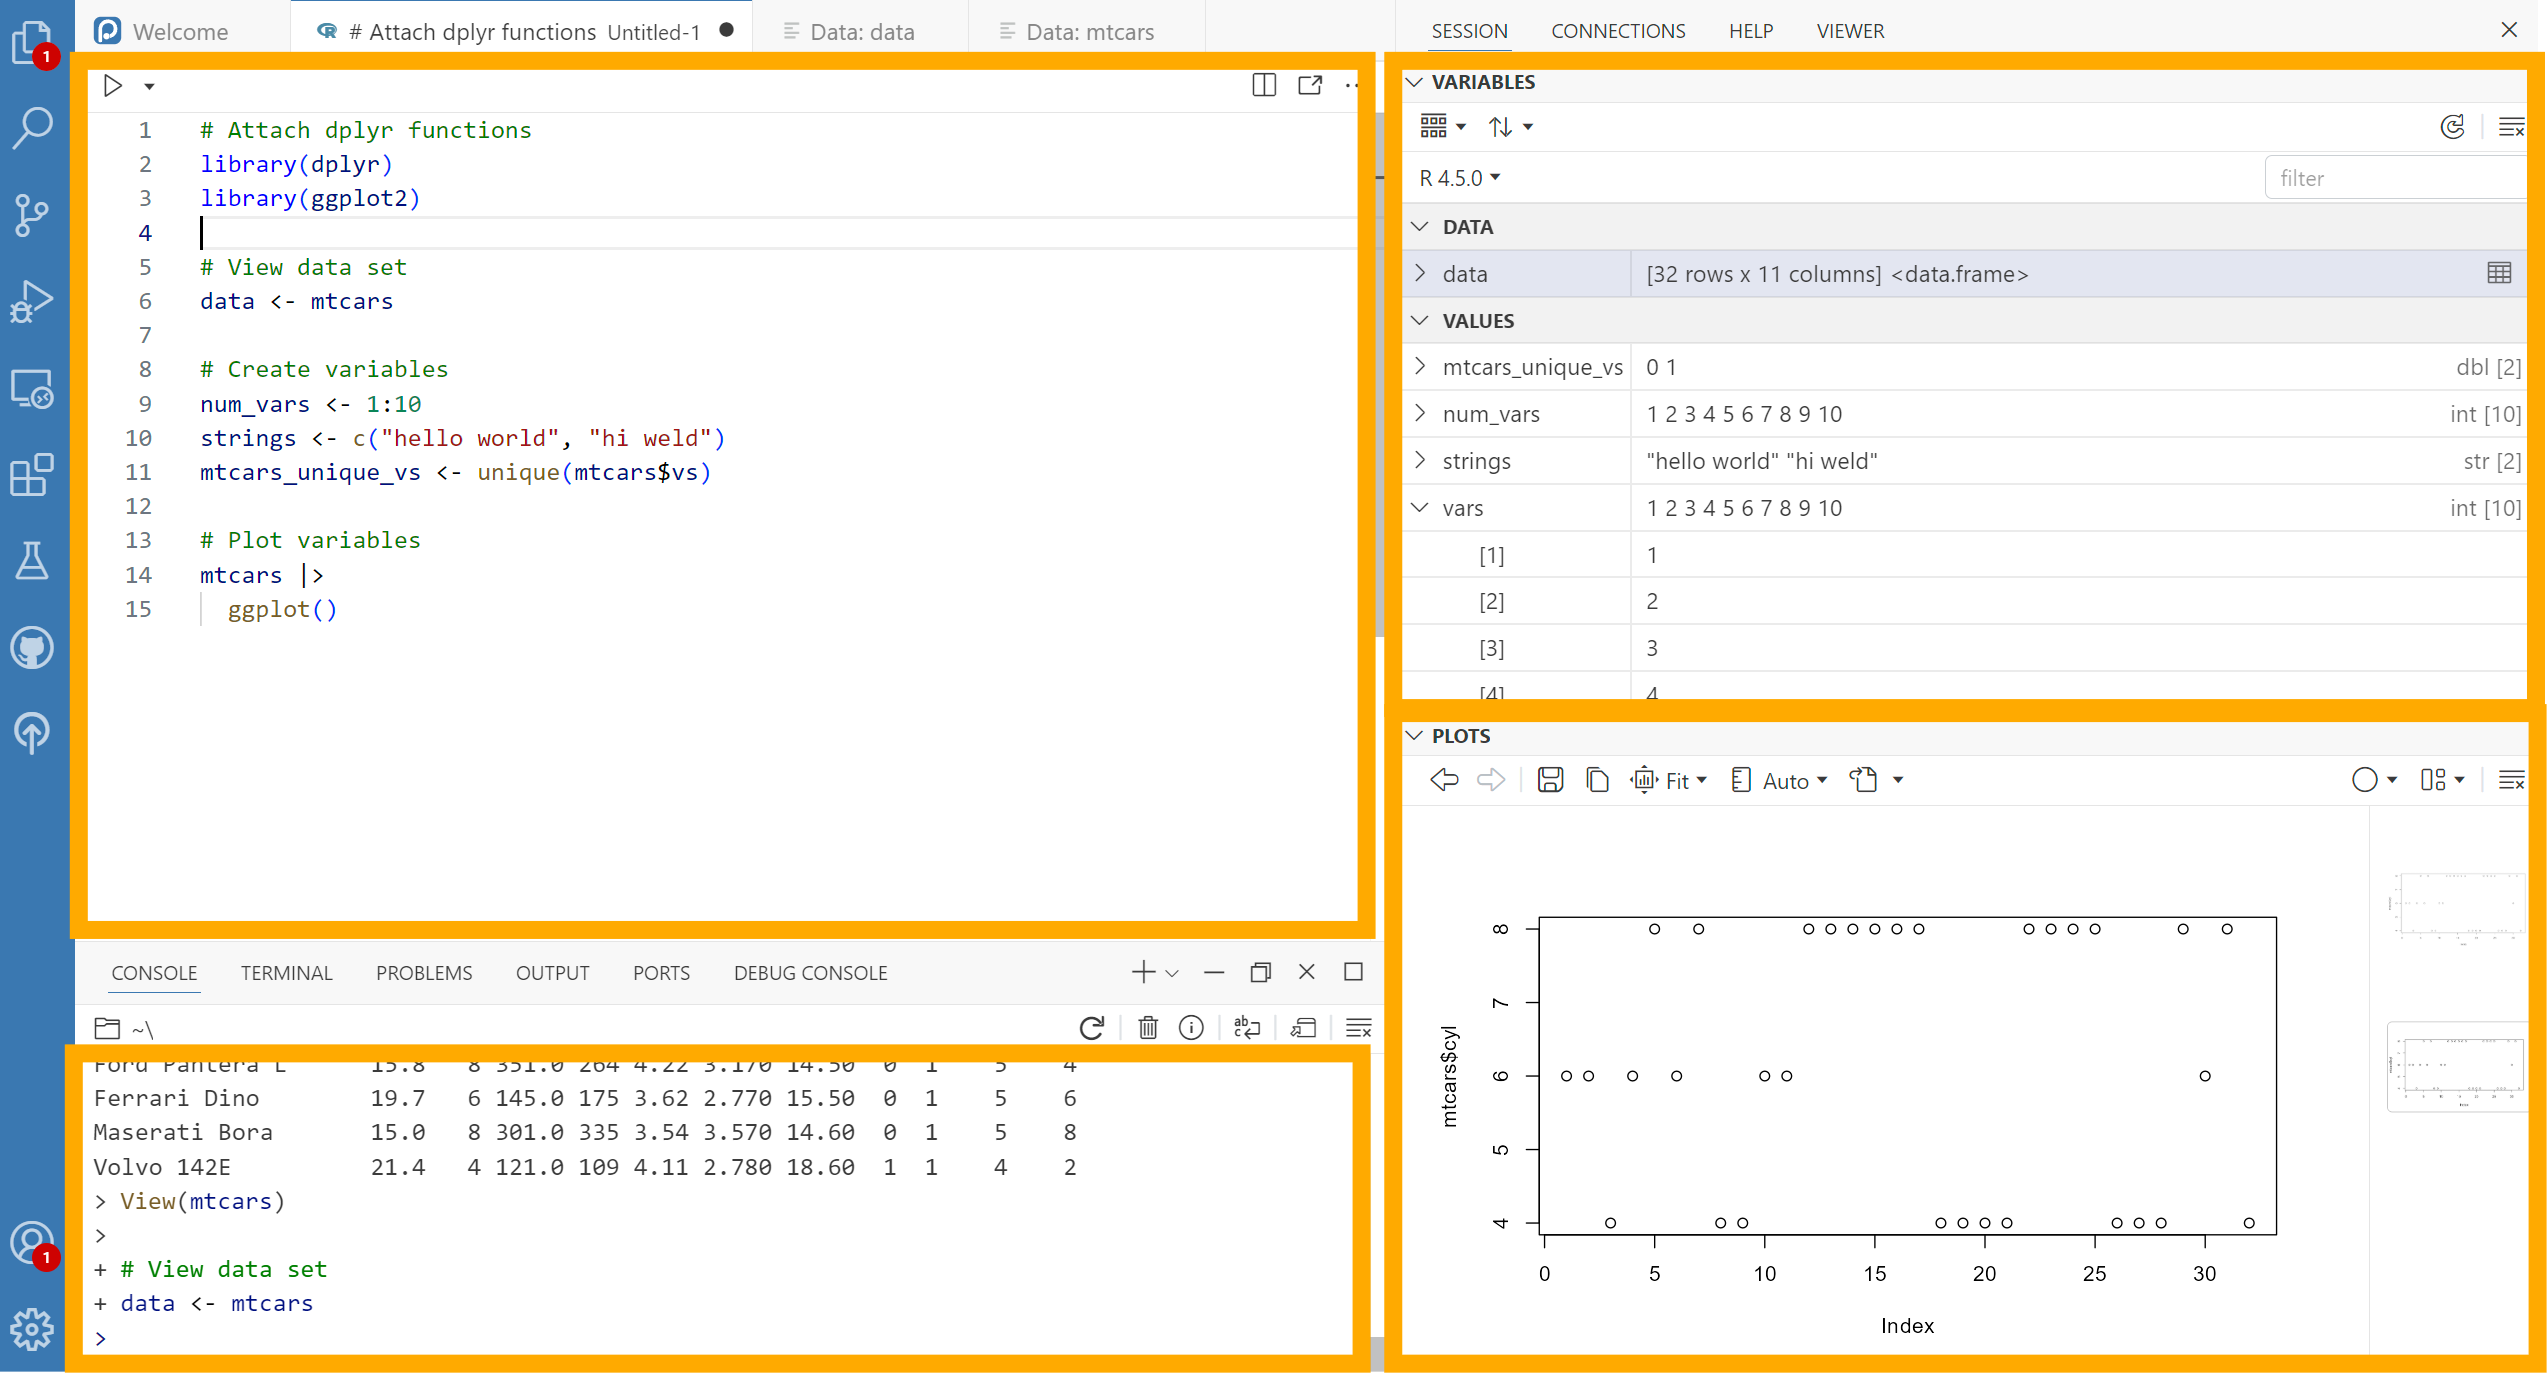 Welcome
# Attach dplyr functions Untitled-1
Data: data
Data: mtcars
SESSION
CONNECTIONS
HELP
VIEWER
1
1
1 # Attach dplyr functions
2 library(dplyr)
3 library(ggplot2)
4
5 # View data set
6 data <- mtcars
7
8 # Create variables
9 num_vars <- 1:10
10 strings <- c("hello world", "hi weld")
11 mtcars_unique_vs <- unique(mtcars$vs)
12
13 # Plot variables
14 mtcars |>
15 ggplot()
CONSOLE TERMINAL PROBLEMS OUTPUT PORTS DEBUG CONSOLE
~\
Ford Pantera L 15.8 8 351.0 264 4.22 3.170 14.50 0 1 5 4
Ferrari Dino 19.7 6 145.0 175 3.62 2.770 15.50 0 1 5 6
Maserati Bora 15.0 8 301.0 335 3.54 3.570 14.60 0 1 5 8
Volvo 142E 21.4 4 121.0 109 4.11 2.780 18.60 1 1 4 2
> View(mtcars)
>
+ # View data set
+ data <- mtcars
>
VARIABLES
R 4.5.0
filter
DATA
data [32 rows x 11 columns] <data.frame>
VALUES
mtcars_unique_vs 0 1 dbl [2]
num_vars 1 2 3 4 5 6 7 8 9 10 int [10]
strings "hello world" "hi weld" str [2]
vars 1 2 3 4 5 6 7 8 9 10 int [10]
[1] 1
[2] 2
[3] 3
[4] 4
PLOTS
Fit Auto
8
7
6
5
4
mtcars$cyl
0 5 10 15 20 25 30
Index